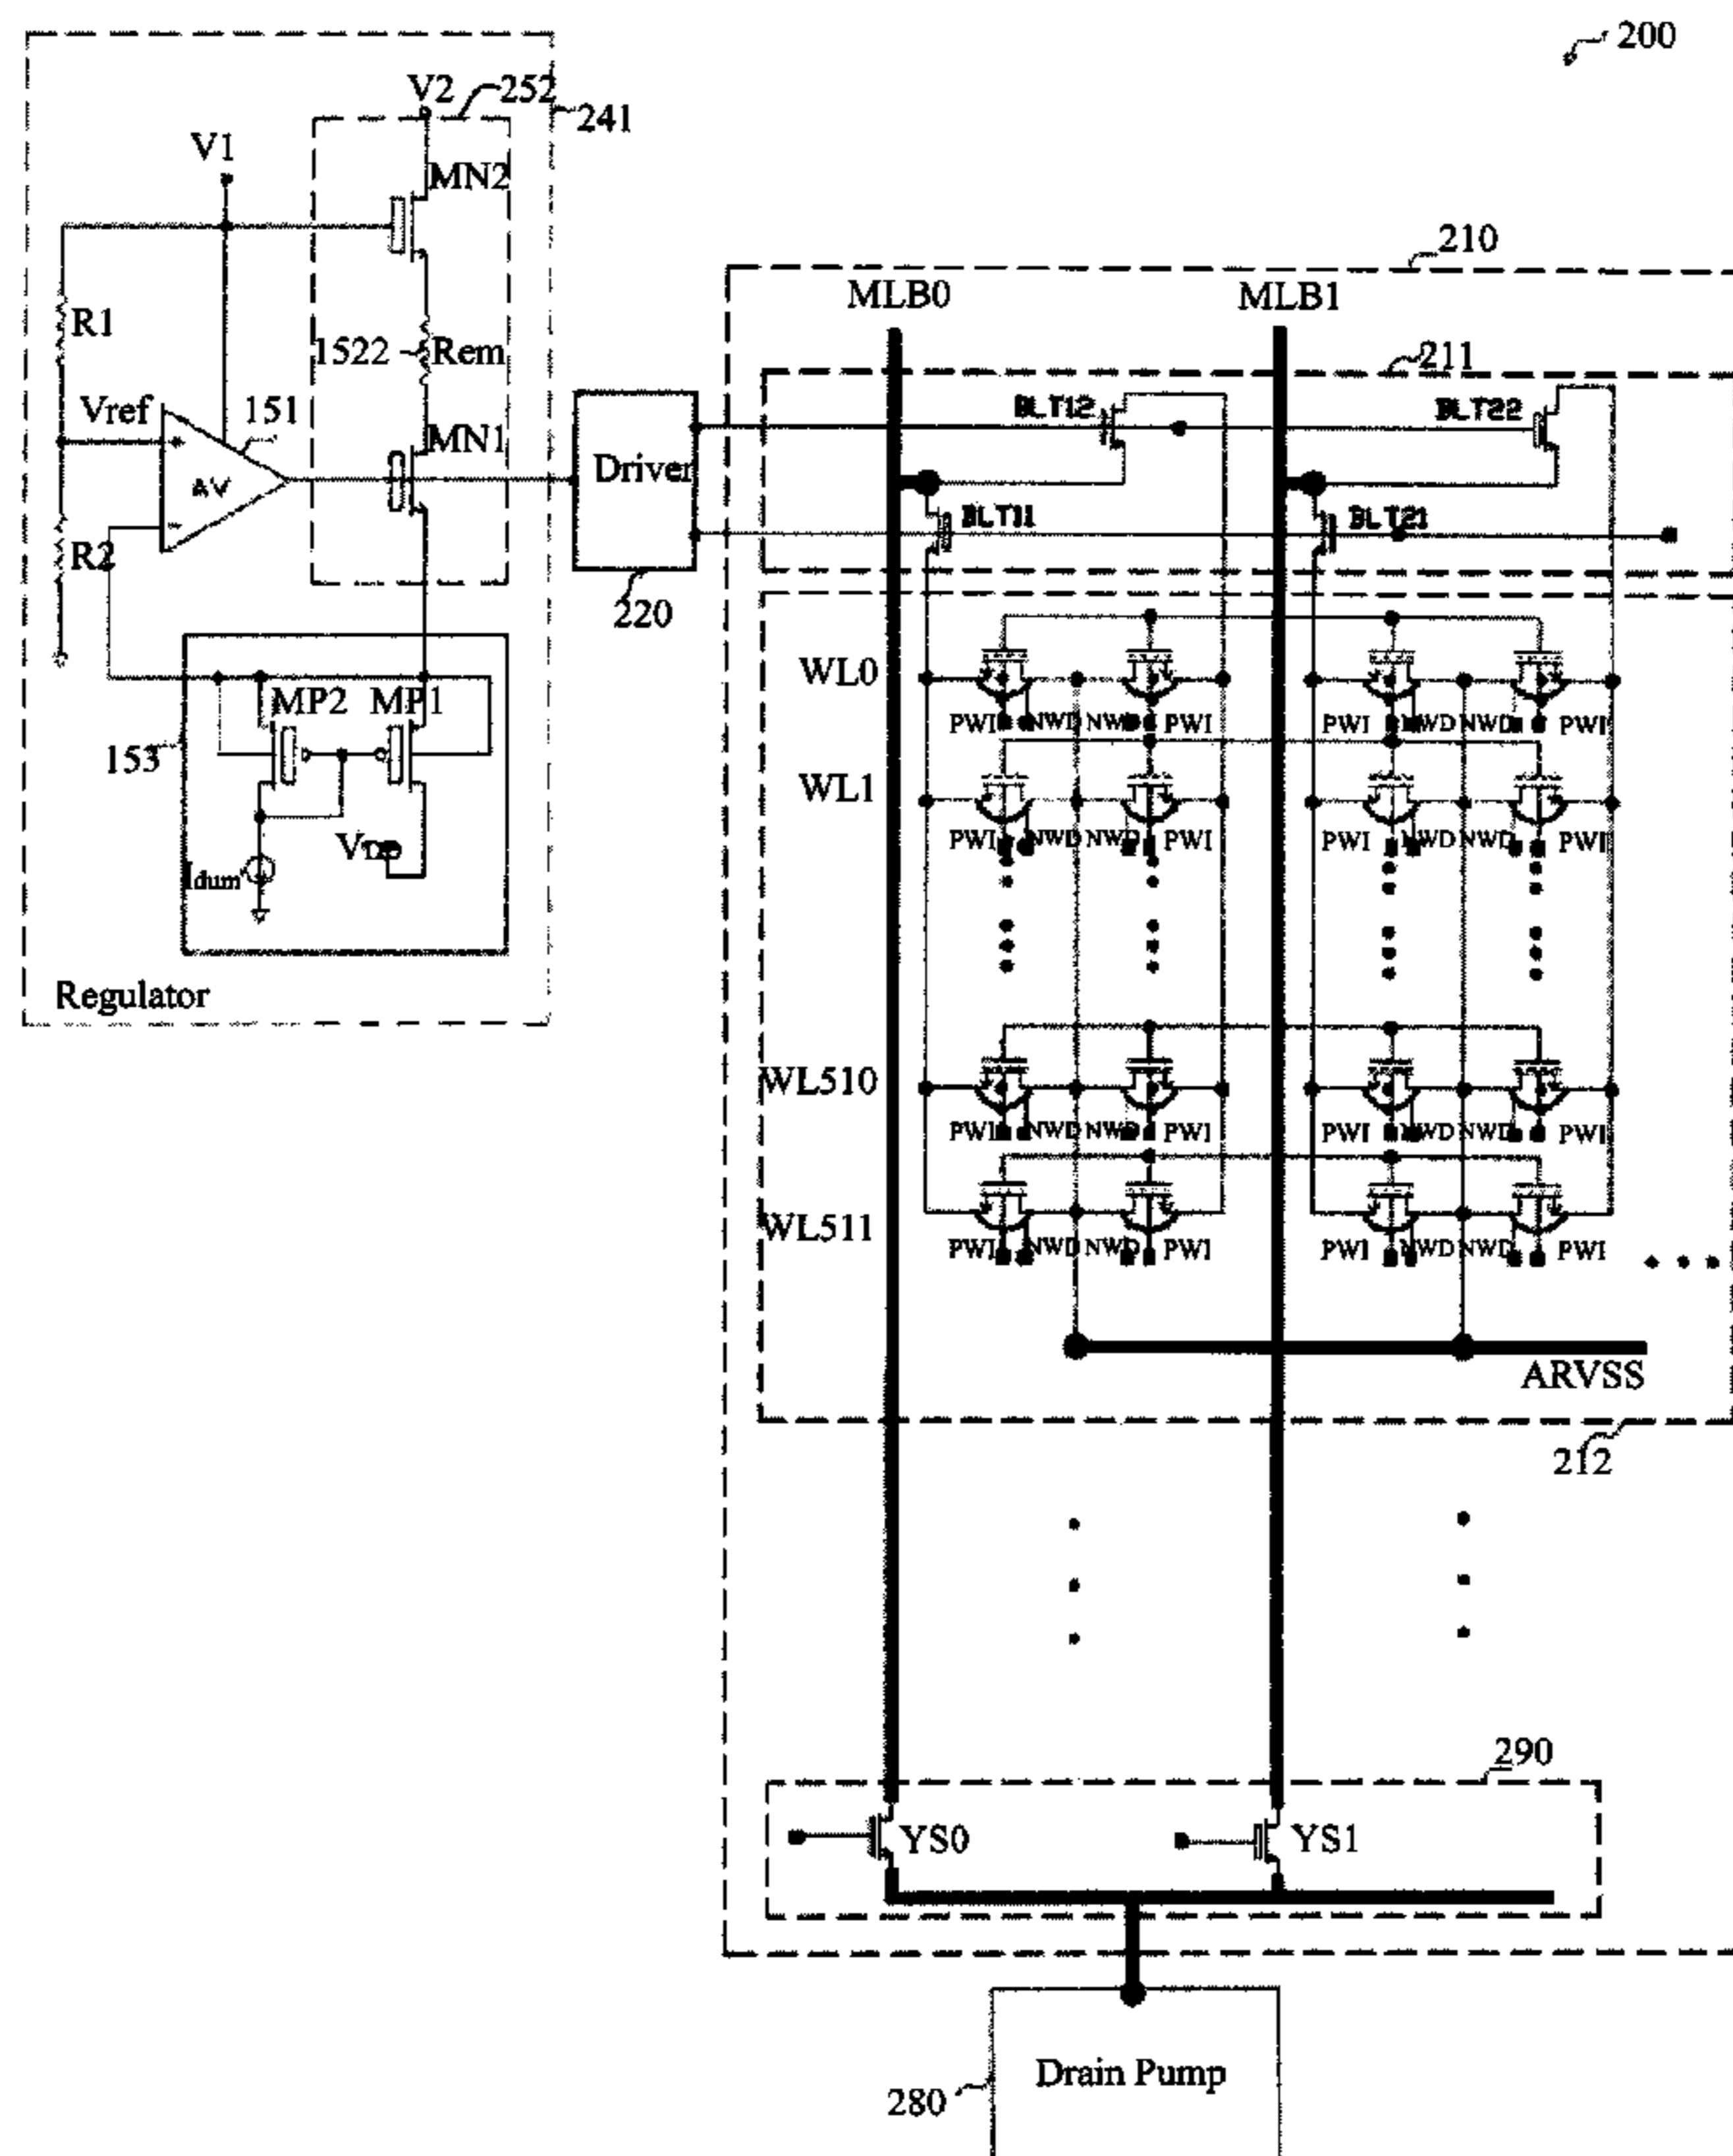 200
V2
252
241
V1
MN2
210
MLB0
MLB1
R1
1522
Rem
211
Vref
151
BLT12
BLT22
MN1
+
AV
Driver
-
BLT11
BLT21
R2
220
WL0
MP2
MP1
PWI
NWD
NWD
PWI
PWI
NWD
NWD
PWI
153
WL1
PWI
NWD
NWD
PWI
PWI
NWD
NWD
PWI
VDD
Idum
Regulator
WL510
PWI
NWD
NWD
PWI
PWI
NWD
NWD
PWI
WL511
PWI
NWD
NWD
PWI
PWI
NWD
NWD
PWI
ARVSS
212
290
YS0
YS1
Drain Pump
280